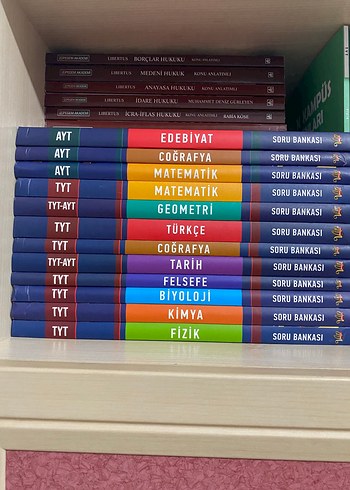 LIBERTUS BORÇLAR HUKUKU KONU ANLATIMLI
LIBERTUS MEDENİ HUKUK KONU ANLATIMLI
LIBERTUS ANAYASA HUKUKU KONU ANLATIMLI
LIBERTUS İDARE HUKUKU MUHAMMET DENİZ GÜRLEYEN
LIBERTUS İCRA İFLAS HUKUKU RABİA KÖSE
AYT EDEBİYAT SORU BANKASI
AYT COĞRAFYA SORU BANKASI
AYT MATEMATİK SORU BANKASI
TYT MATEMATİK SORU BANKASI
TYT-AYT GEOMETRİ SORU BANKASI
TYT TÜRKÇE SORU BANKASI
TYT COĞRAFYA SORU BANKASI
TYT-AYT TARİH SORU BANKASI
TYT FELSEFE SORU BANKASI
TYT BİYOLOJİ SORU BANKASI
TYT KİMYA SORU BANKASI
TYT FİZİK SORU BANKASI